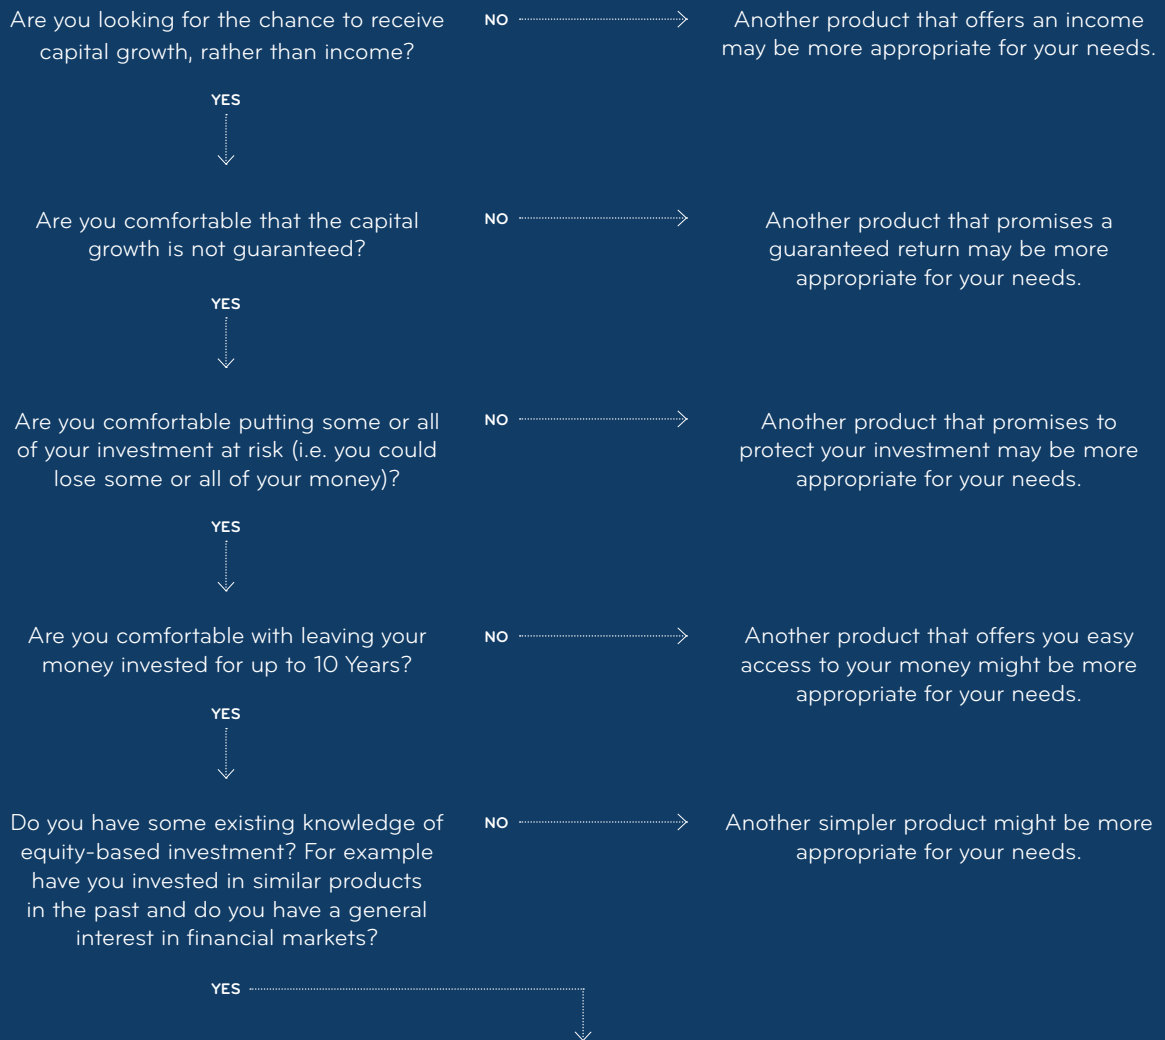 Are you looking for the chance to receive
capital growth, rather than income?
NO
Another product that offers an income
may be more appropriate for your needs.
YES
Are you comfortable that the capital
growth is not guaranteed?
NO
Another product that promises a
guaranteed return may be more
appropriate for your needs.
YES
Are you comfortable putting some or all
of your investment at risk (i.e. you could
lose some or all of your money)?
NO
Another product that promises to
protect your investment may be more
appropriate for your needs.
YES
Are you comfortable with leaving your
money invested for up to 10 Years?
NO
Another product that offers you easy
access to your money might be more
appropriate for your needs.
YES
Do you have some existing knowledge of
equity-based investment? For example
have you invested in similar products
in the past and do you have a general
interest in financial markets?
NO
Another simpler product might be more
appropriate for your needs.
YES